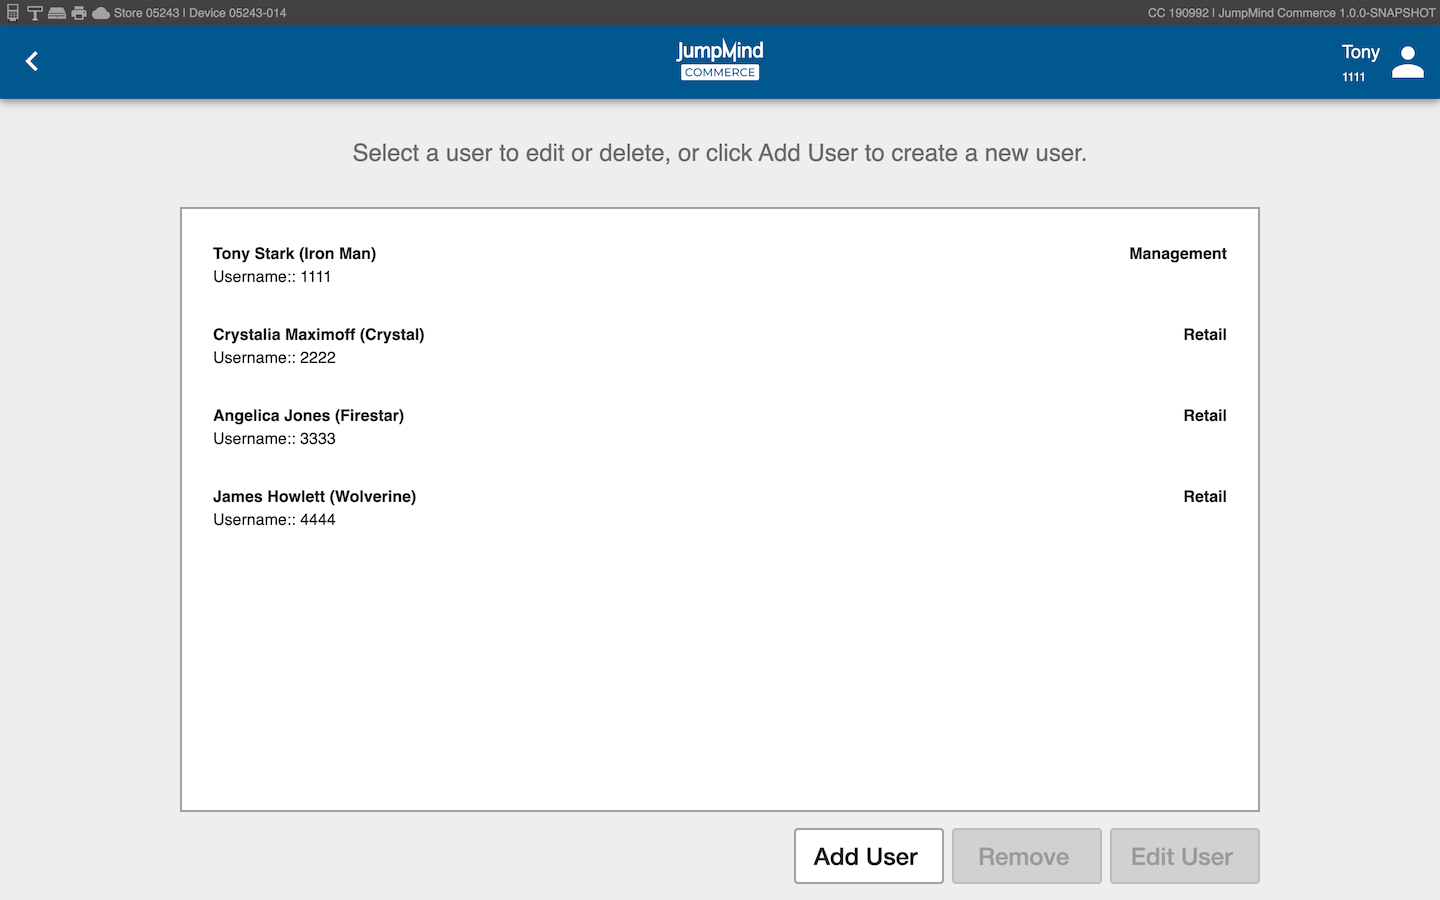 Store 05243 | Device 05243-014
CC 190992 | JumpMind Commerce 1.0.0-SNAPSHOT
JumpMind
COMMERCE
Tony
1111
Select a user to edit or delete, or click Add User to create a new user.
Tony Stark (Iron Man)
Management
Username:: 1111
Crystalia Maximoff (Crystal)
Retail
Username:: 2222
Angelica Jones (Firestar)
Retail
Username:: 3333
James Howlett (Wolverine)
Retail
Username:: 4444
Add User
Remove
Edit User